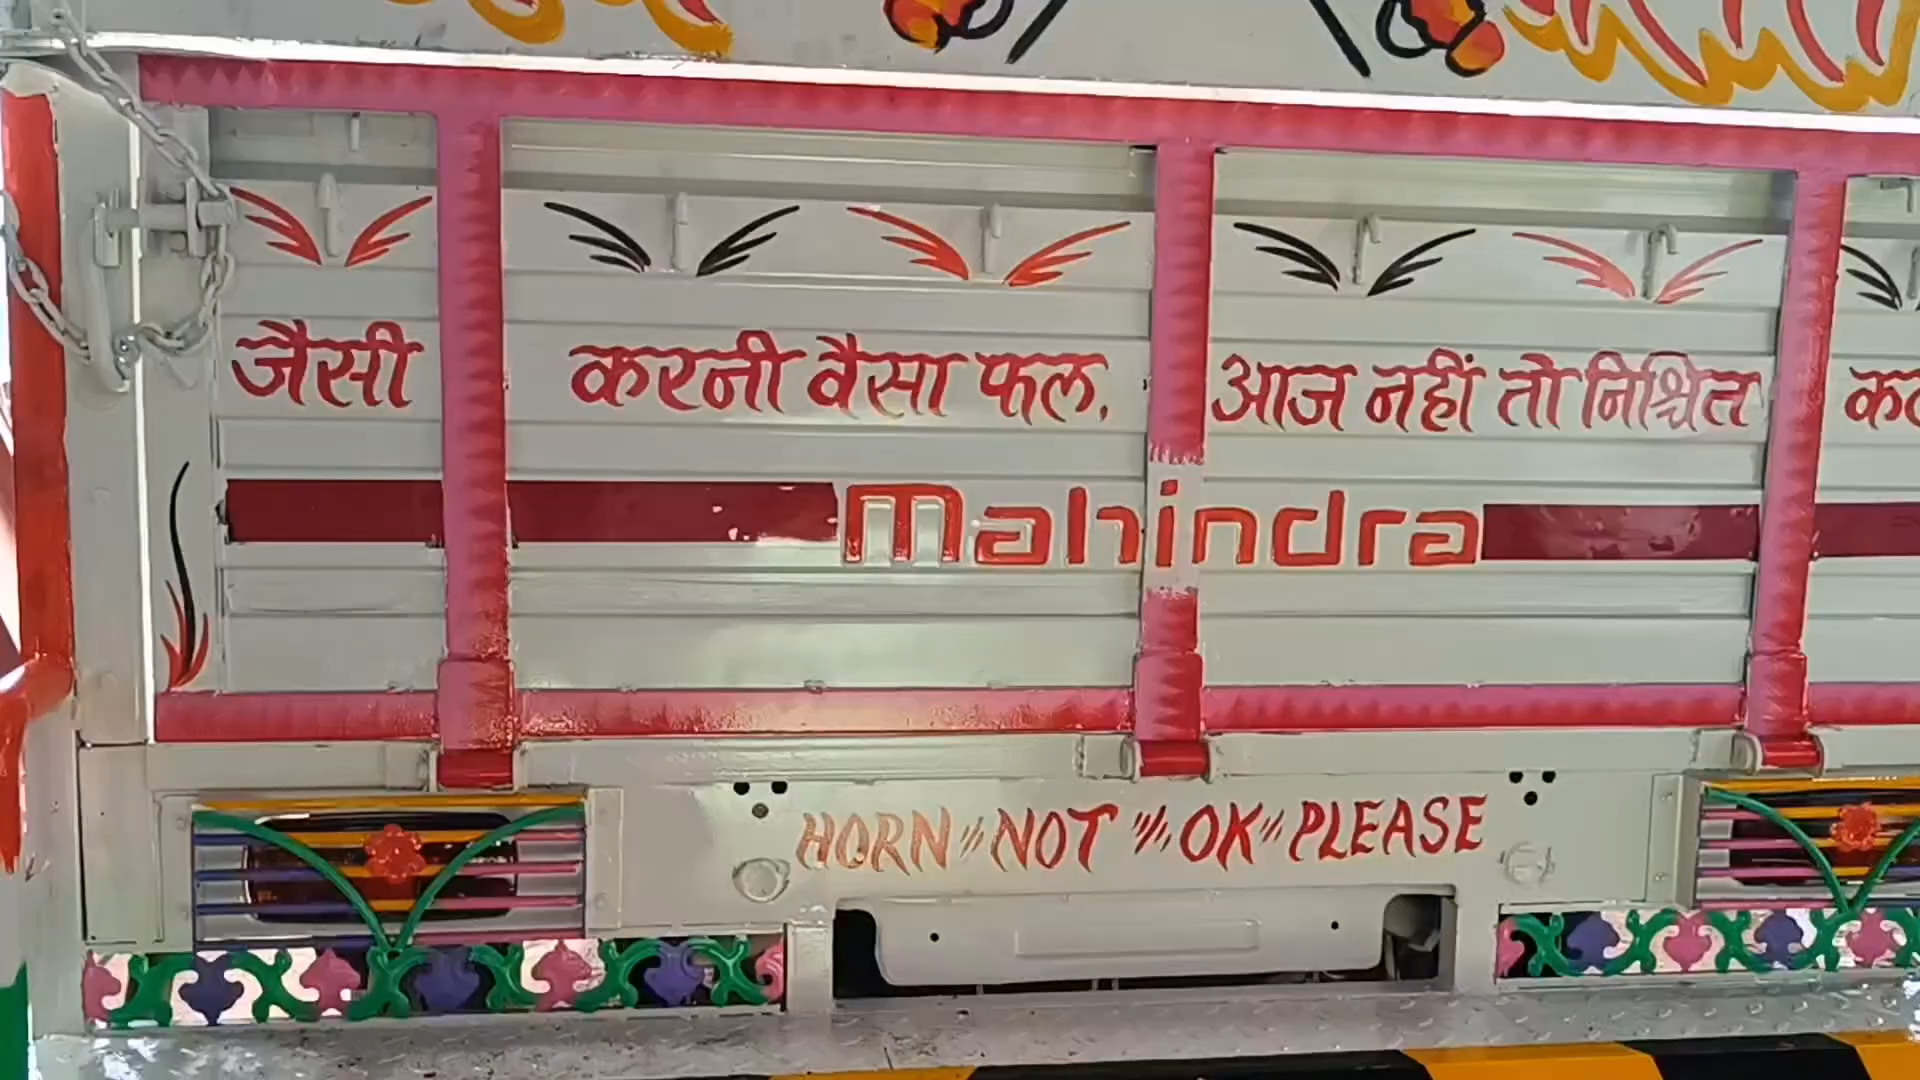 जैसी करनी वैसा फल, आज नहीं तो निश्चित
Mahindra
HORN NOT OK PLEASE